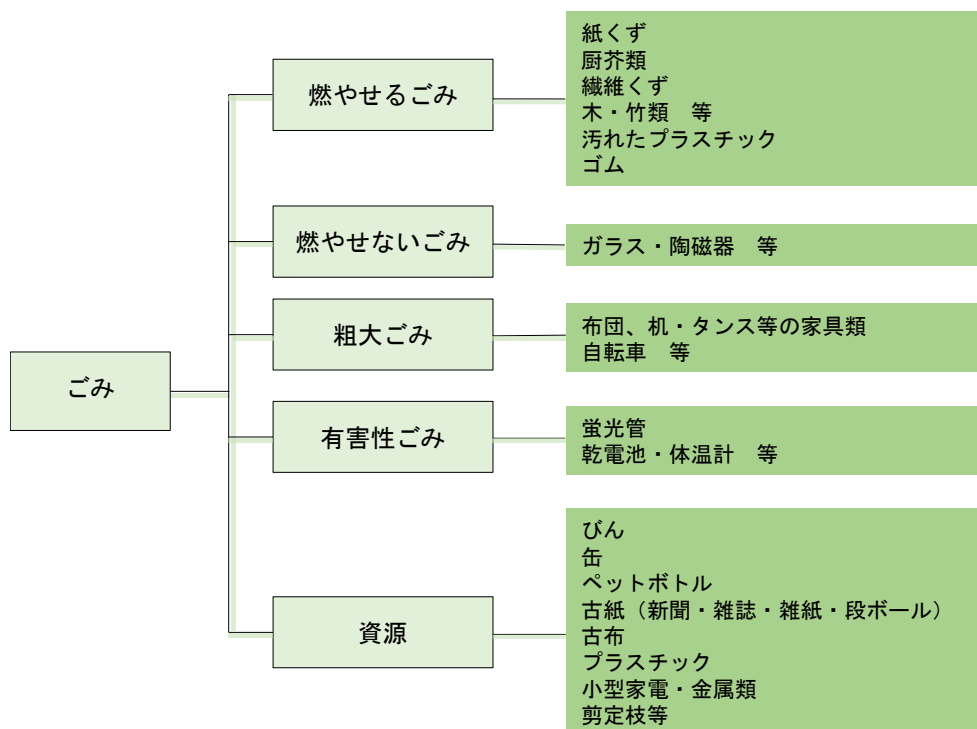 ごみ
燃やせるごみ
紙くず
厨芥類
繊維くず
木・竹類　等
汚れたプラスチック
ゴム
燃やせないごみ
ガラス・陶磁器　等
粗大ごみ
布団、机・タンス等の家具類
自転車　等
有害性ごみ
蛍光管
乾電池・体温計　等
資源
びん
缶
ペットボトル
古紙（新聞・雑誌・雑紙・段ボール）
古布
プラスチック
小型家電・金属類
剪定枝等